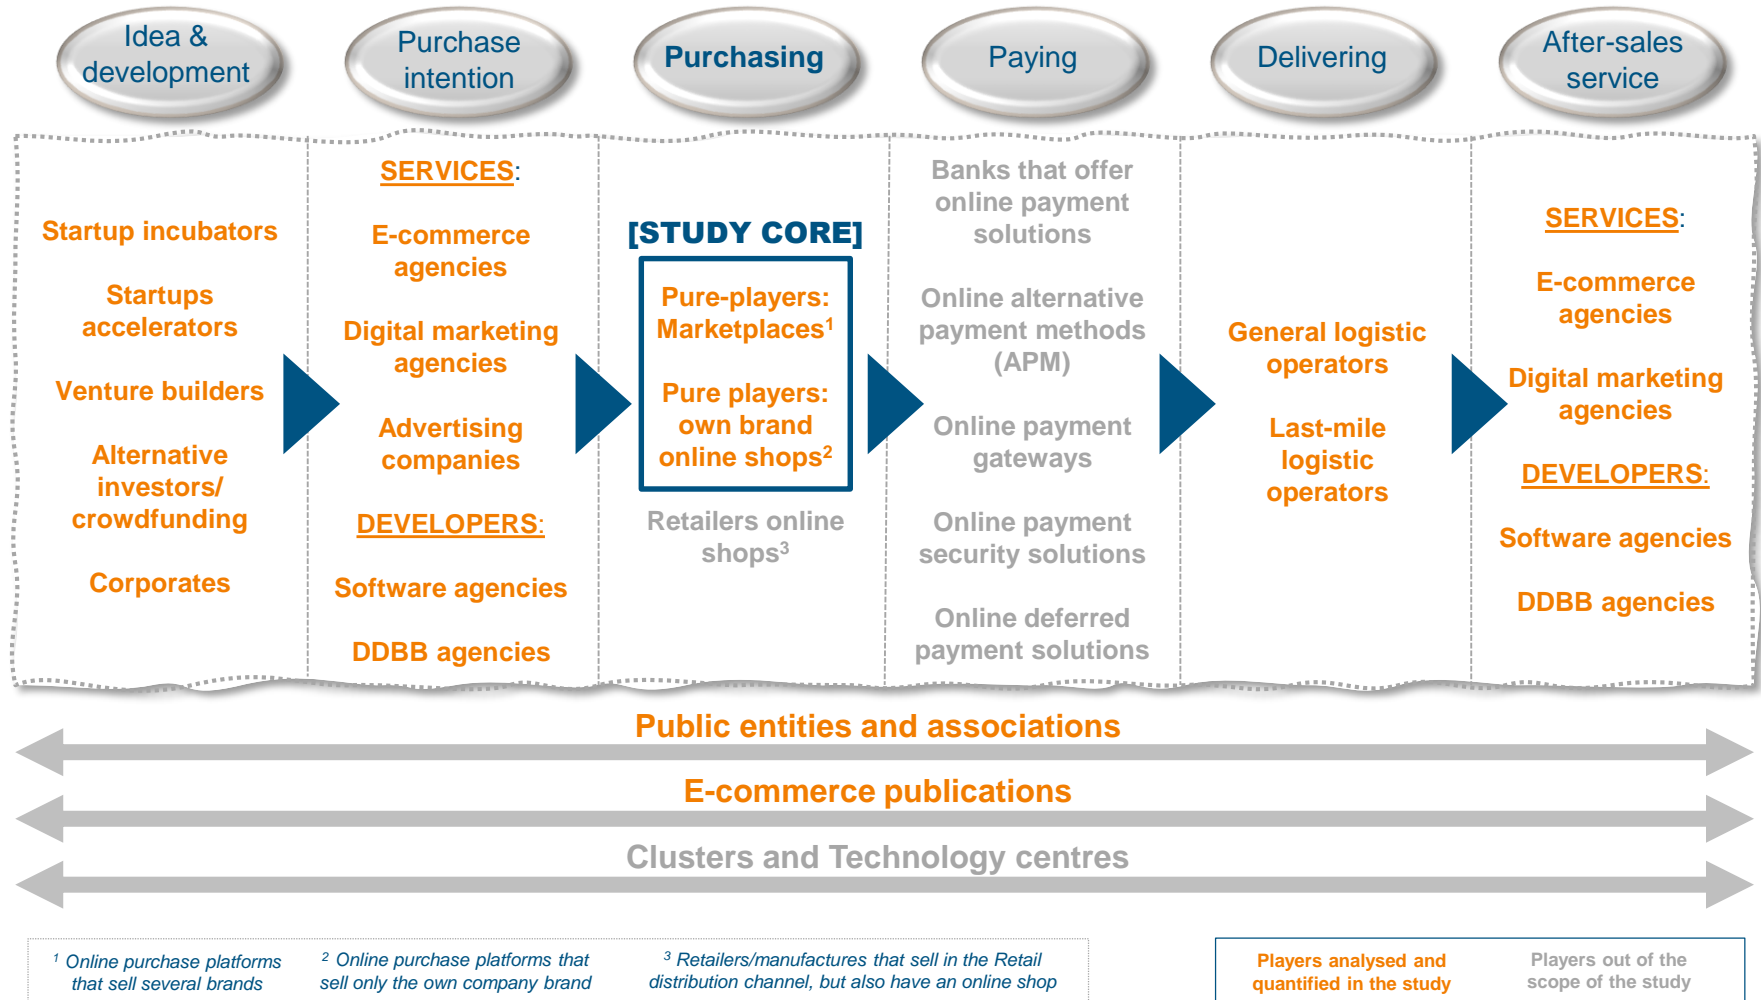 Idea &
development
Purchase
intention
Purchasing
Paying
Delivering
After-sales
service
Startup incubators
Startups
accelerators
Venture builders
Alternative
investors/
crowdfunding
Corporates
SERVICES:
E-commerce
agencies
Digital marketing
agencies
Advertising
companies
DEVELOPERS:
Software agencies
DDBB agencies
[STUDY CORE]
Pure-players:
Marketplaces¹
Pure players:
own brand
online shops²
Retailers online
shops³
Banks that offer
online payment
solutions
Online alternative
payment methods
(APM)
Online payment
gateways
Online payment
security solutions
Online deferred
payment solutions
General logistic
operators
Last-mile
logistic
operators
SERVICES:
E-commerce
agencies
Digital marketing
agencies
DEVELOPERS:
Software agencies
DDBB agencies
Public entities and associations
E-commerce publications
Clusters and Technology centres
¹ Online purchase platforms
that sell several brands
² Online purchase platforms that
sell only the own company brand
³ Retailers/manufactures that sell in the Retail
distribution channel, but also have an online shop
Players analysed and
quantified in the study
Players out of the
scope of the study